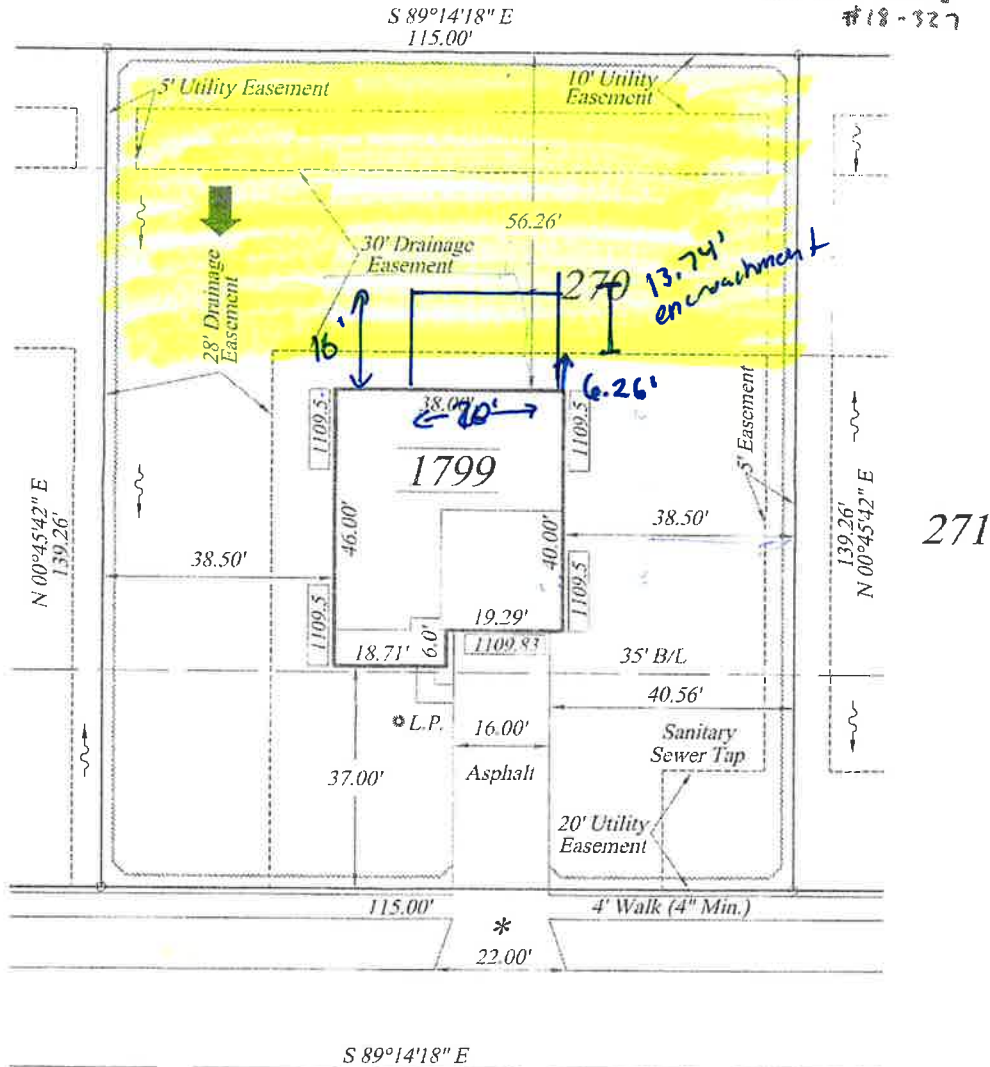 #18-327
S 89°14'18" E
115.00'
5' Utility Easement
10' Utility
Easement
56.26'
30' Drainage
Easement
28' Drainage
Easement
270
13.74'
encroachment
16'
6.26'
38.00'
20'
1109.5
1109.5
5' Easement
1799
N 00°45'42" E
139.26'
46.00'
40.00'
38.50'
38.50'
139.26'
N 00°45'42" E
271
1109.5
1109.5
19.29'
18.71'
6.0'
1109.83
35' B/L
40.56'
L.P.
16.00'
Asphalt
Sanitary
Sewer Tap
37.00'
20' Utility
Easement
115.00'
4' Walk (4" Min.)
*
22.00'
S 89°14'18" E